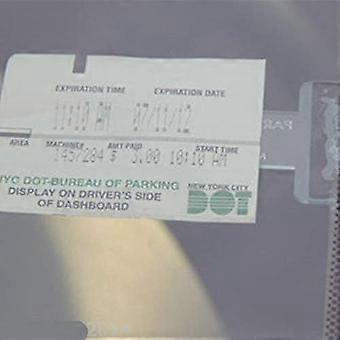 EXPIRATION TIME EXPIRATION DATE
11:10 AM 07/11/12
AREA MACHINE# AMT PAID START TIME
145/284 $ 3.00 10:10 AM
NYC DOT-BUREAU OF PARKING
DISPLAY ON DRIVER'S SIDE
OF DASHBOARD
NEW YORK CITY
DOT